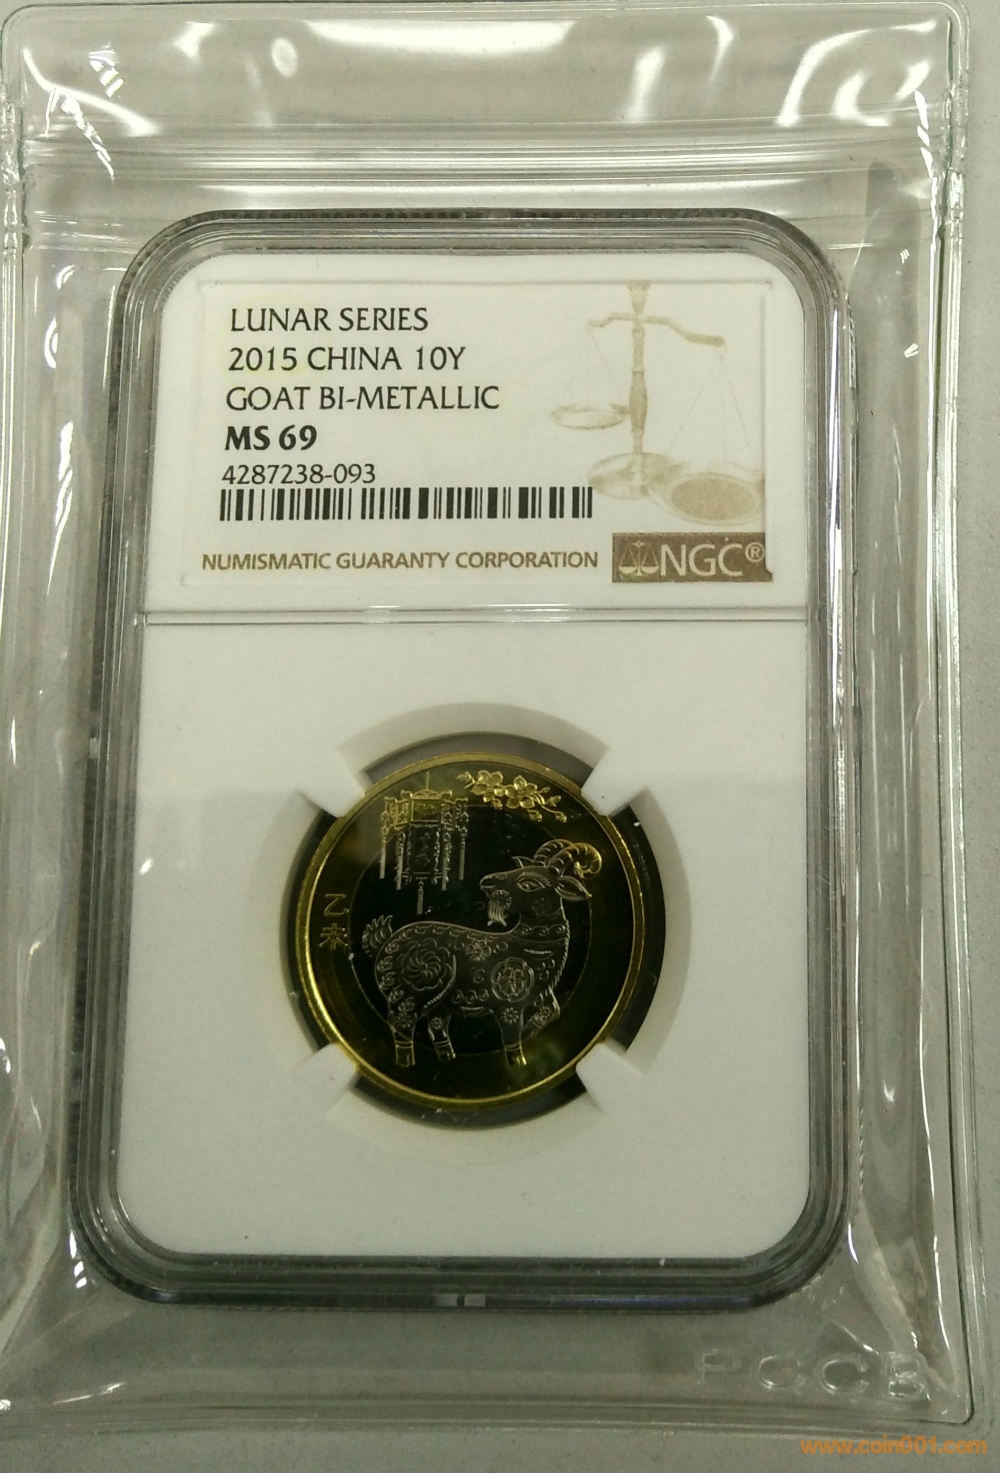 LUNAR SERIES
2015 CHINA 10Y
GOAT BI-METALLIC
MS 69
4287238-093
NUMISMATIC GUARANTY CORPORATION
NGC®
乙未
PCCB
www.coin001.com